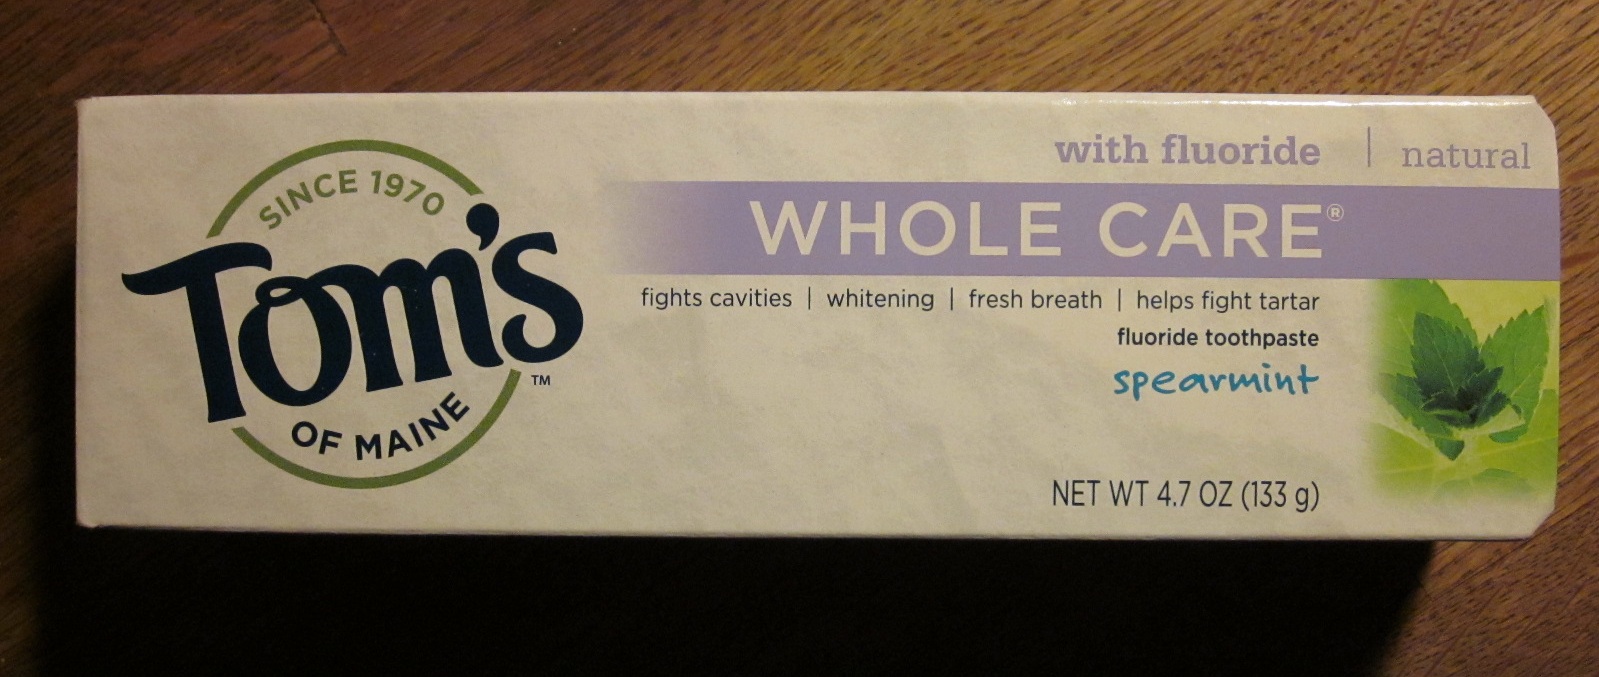 SINCE 1970
Tom's
OF MAINE
™
with fluoride | natural
WHOLE CARE®
fights cavities | whitening | fresh breath | helps fight tartar
fluoride toothpaste
spearmint
NET WT 4.7 OZ (133 g)